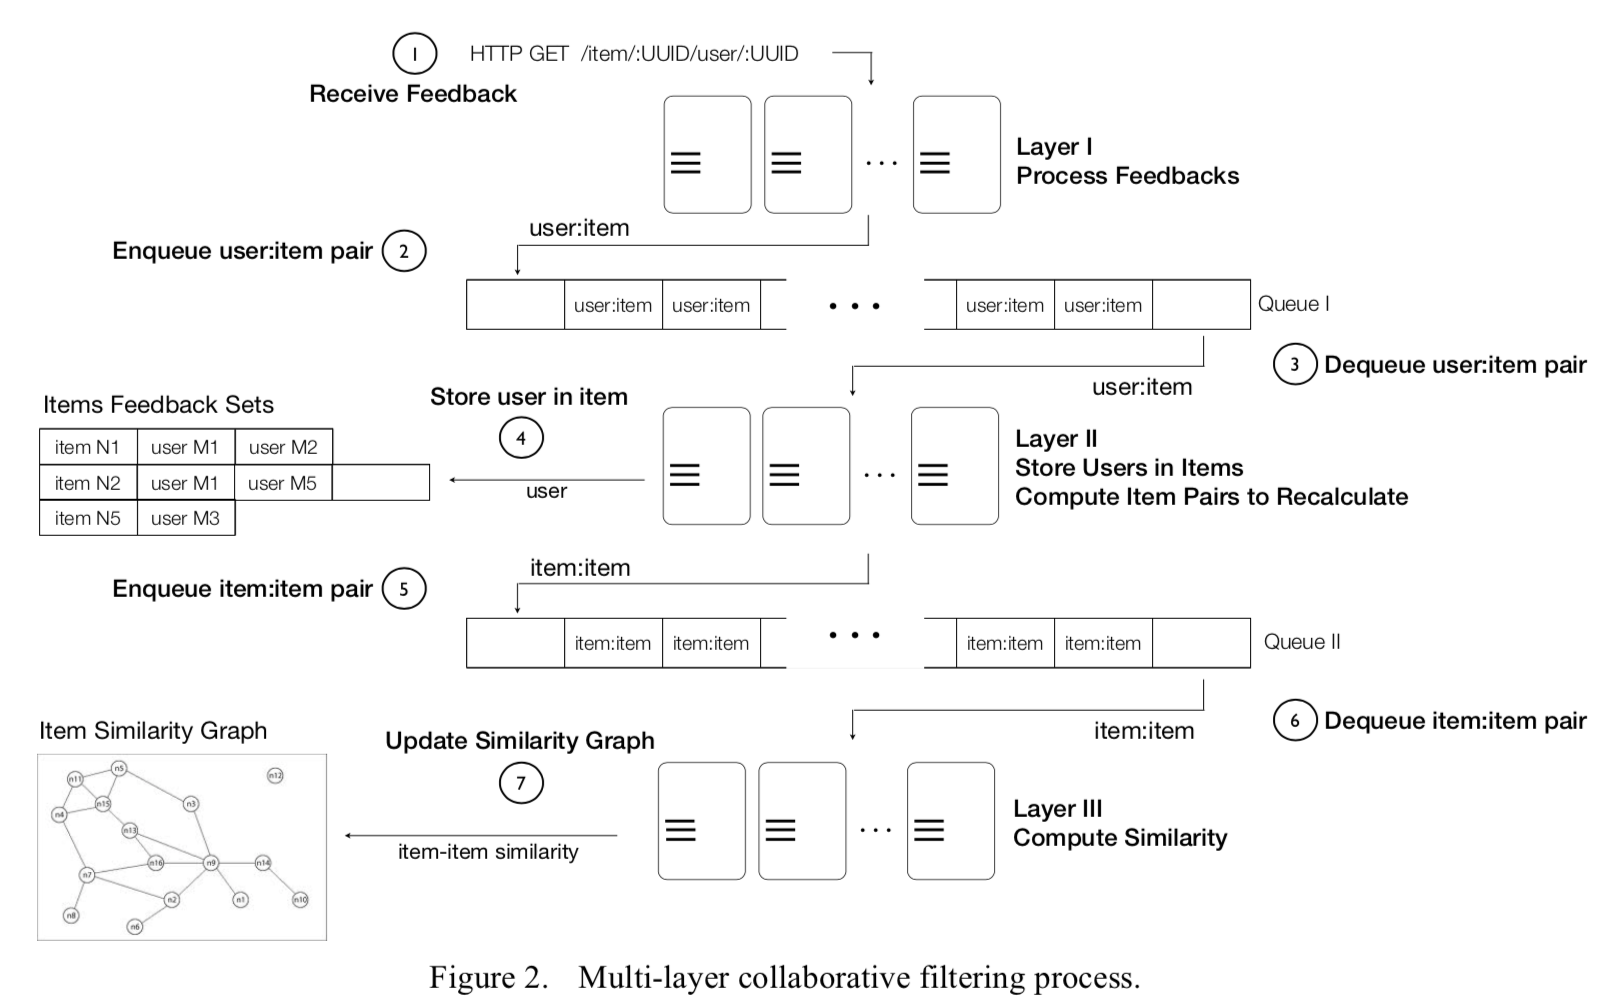 1
HTTP GET /item/:UUID/user/:UUID
Receive Feedback
Layer I
Process Feedbacks
user:item
Enqueue user:item pair 2
user:item user:item • • • user:item user:item
Queue I
3 Dequeue user:item pair
user:item
Items Feedback Sets
item N1 user M1 user M2
item N2 user M1 user M5
item N5 user M3
Store user in item
4
user
Layer II
Store Users in Items
Compute Item Pairs to Recalculate
item:item
Enqueue item:item pair 5
item:item item:item • • • item:item item:item
Queue II
6 Dequeue item:item pair
item:item
Item Similarity Graph
n5
n11
n12
n15
n3
n4
n13
n16
n9
n14
n7
n2
n1
n10
n8
n6
Update Similarity Graph
7
item-item similarity
Layer III
Compute Similarity
Figure 2. Multi-layer collaborative filtering process.